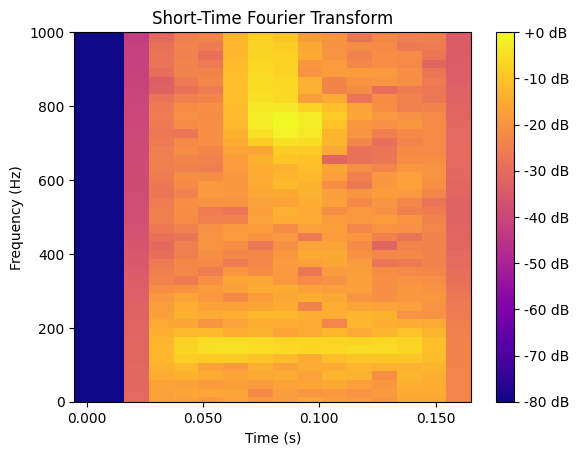 Short-Time Fourier Transform
1000
800
600
400
200
0
Frequency (Hz)
0.000
0.050
0.100
0.150
Time (s)
+0 dB
-10 dB
-20 dB
-30 dB
-40 dB
-50 dB
-60 dB
-70 dB
-80 dB